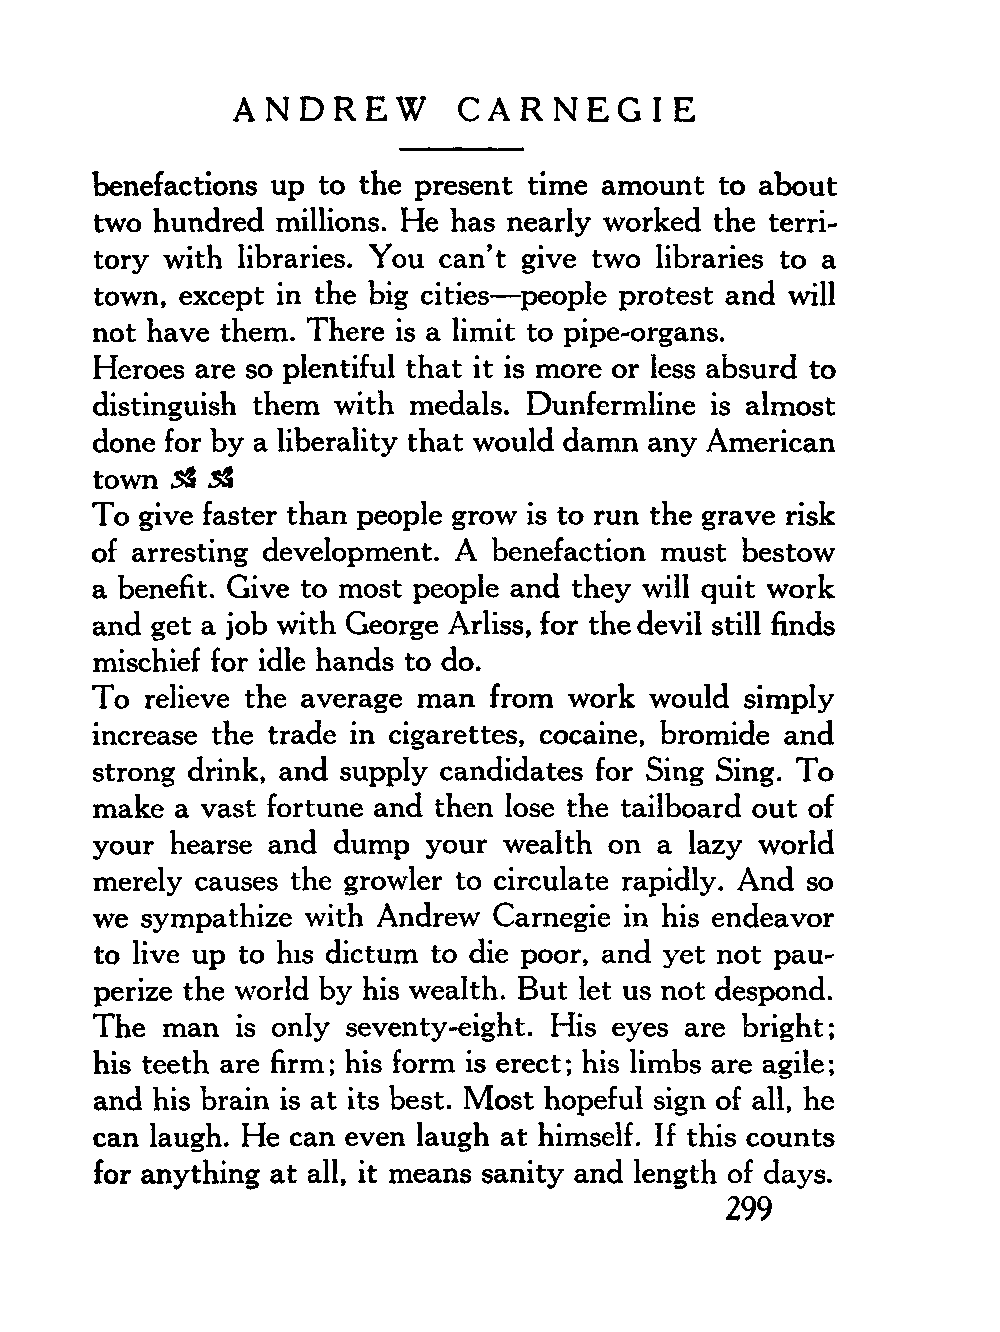 ANDREW CARNEGIE
benefactions up to the present time amount to about
two hundred millions. He has nearly worked the terri-
tory with libraries. You can't give two libraries to a
town, except in the big cities—people protest and will
not have them. There is a limit to pipe-organs.
Heroes are so plentiful that it is more or less absurd to
distinguish them with medals. Dunfermline is almost
done for by a liberality that would damn any American
town
To give faster than people grow is to run the grave risk
of arresting development. A benefaction must bestow
a benefit. Give to most people and they will quit work
and get a job with George Arliss, for the devil still finds
mischief for idle hands to do.
To relieve the average man from work would simply
increase the trade in cigarettes, cocaine, bromide and
strong drink, and supply candidates for Sing Sing. To
make a vast fortune and then lose the tailboard out of
your hearse and dump your wealth on a lazy world
merely causes the growler to circulate rapidly. And so
we sympathize with Andrew Carnegie in his endeavor
to live up to his dictum to die poor, and yet not pau-
perize the world by his wealth. But let us not despond.
The man is only seventy-eight. His eyes are bright;
his teeth are firm; his form is erect; his limbs are agile;
and his brain is at its best. Most hopeful sign of all, he
can laugh. He can even laugh at himself. If this counts
for anything at all, it means sanity and length of days.
299